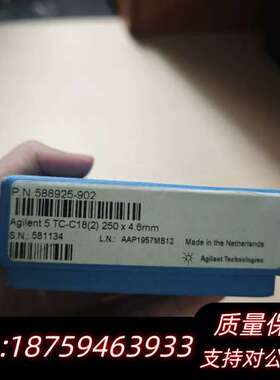 P.N 588925-902
Agilent 5 TC-C18(2) 250 x 4.6mm
S.N.: 581134
L.N.: AAP1957MB12
Made in the Netherlands
Agilent Technologies
质量保
:18759463933
支持对公